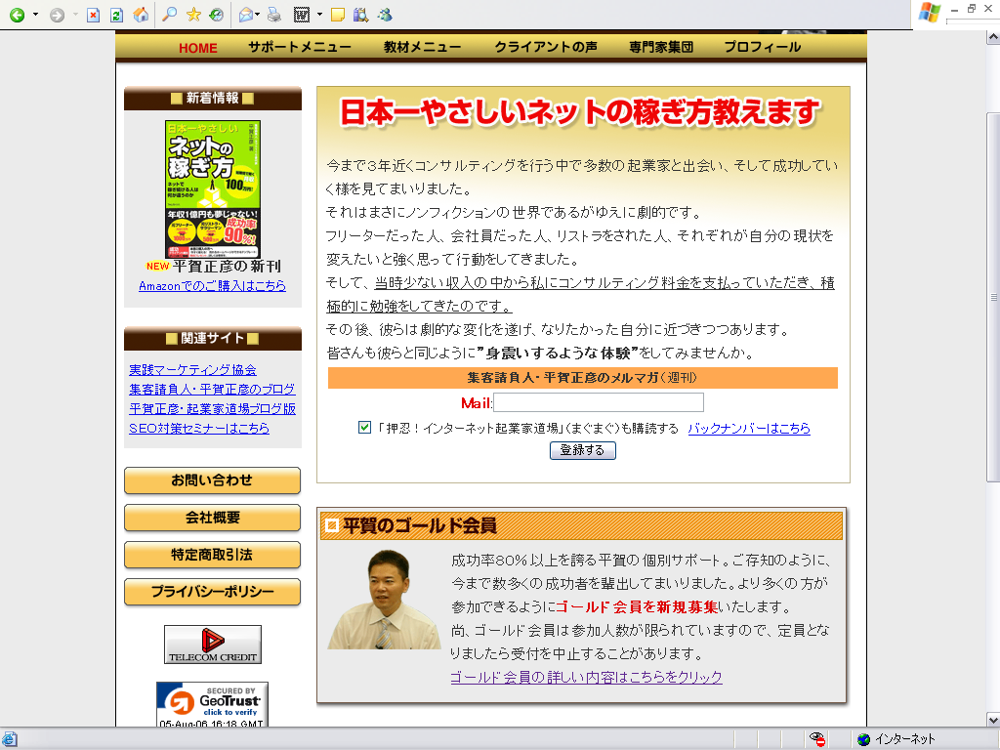 HOME サポートメニュー 教材メニュー クライアントの声 専門家集団 プロフィール
新着情報
日本一やさしい
ネットの
稼ぎ方
平賀正彦 著
100万円!
年収1億円も夢じゃない!
成功率
90%!
NEW 平賀正彦の新刊
Amazonでのご購入はこちら
関連サイト
実践マーケティング協会
集客請負人・平賀正彦のブログ
平賀正彦・起業家道場ブログ版
SEO対策セミナーはこちら
お問い合わせ
会社概要
特定商取引法
プライバシーポリシー
TELECOM CREDIT
SECURED BY
GeoTrust
click to verify
05-Aug-06 16:18 GMT
日本一やさしいネットの稼ぎ方教えます
今まで3年近くコンサルティングを行う中で多数の起業家と出会い、そして成功してい
く様を見てまいりました。
それはまさにノンフィクションの世界であるがゆえに劇的です。
フリーターだった人、会社員だった人、リストラをされた人、それぞれが自分の現状を
変えたいと強く思って行動をしてきました。
そして、当時少ない収入の中から私にコンサルティング料金を支払っていただき、積
極的に勉強をしてきたのです。
その後、彼らは劇的な変化を遂げ、なりたかった自分に近づきつつあります。
皆さんも彼らと同じように"身震いするような体験"をしてみませんか。
集客請負人・平賀正彦のメルマガ(週刊)
Mail:
「押忍!インターネット起業家道場」(まぐまぐ)も購読する バックナンバーはこちら
登録する
平賀のゴールド会員
成功率80%以上を誇る平賀の個別サポート。ご存知のように、
今まで数多くの成功者を輩出してまいりました。より多くの方が
参加できるようにゴールド会員を新規募集いたします。
尚、ゴールド会員は参加人数が限られていますので、定員とな
りましたら受付を中止することがあります。
ゴールド会員の詳しい内容はこちらをクリック
インターネット